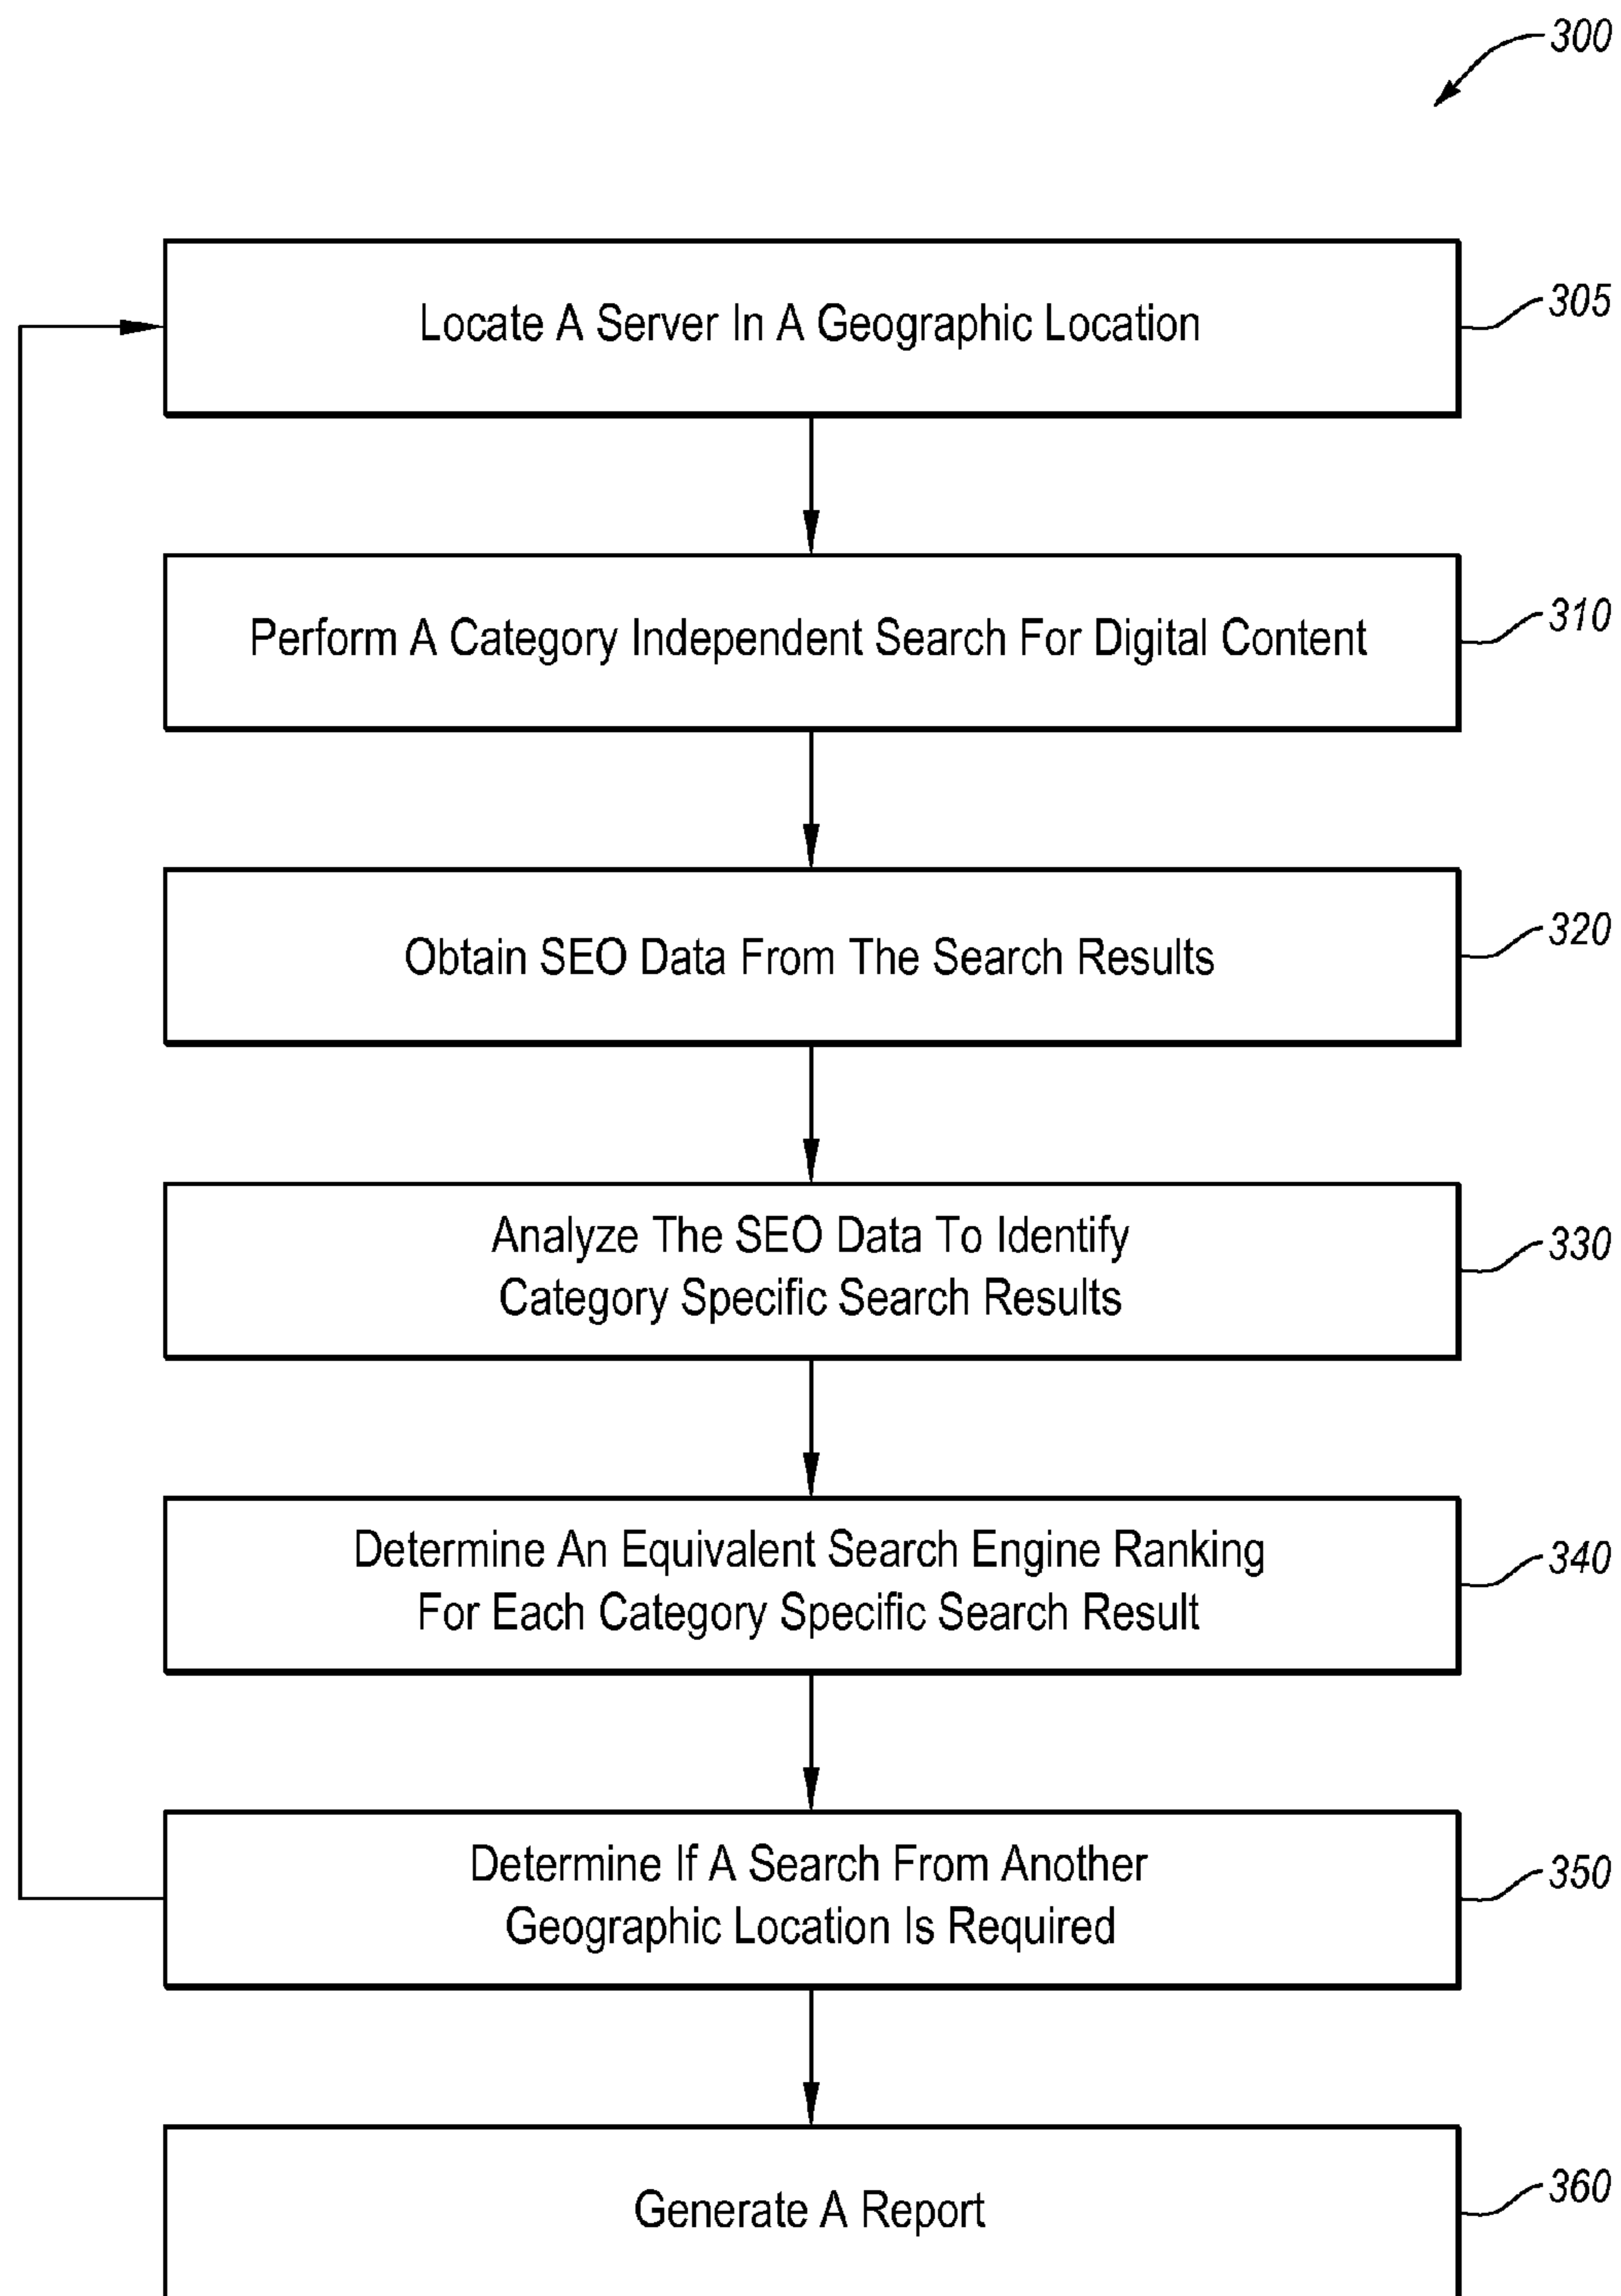 300
Locate A Server In A Geographic Location
305
Perform A Category Independent Search For Digital Content
310
Obtain SEO Data From The Search Results
320
Analyze The SEO Data To Identify
Category Specific Search Results
330
Determine An Equivalent Search Engine Ranking
For Each Category Specific Search Result
340
Determine If A Search From Another
Geographic Location Is Required
350
Generate A Report
360